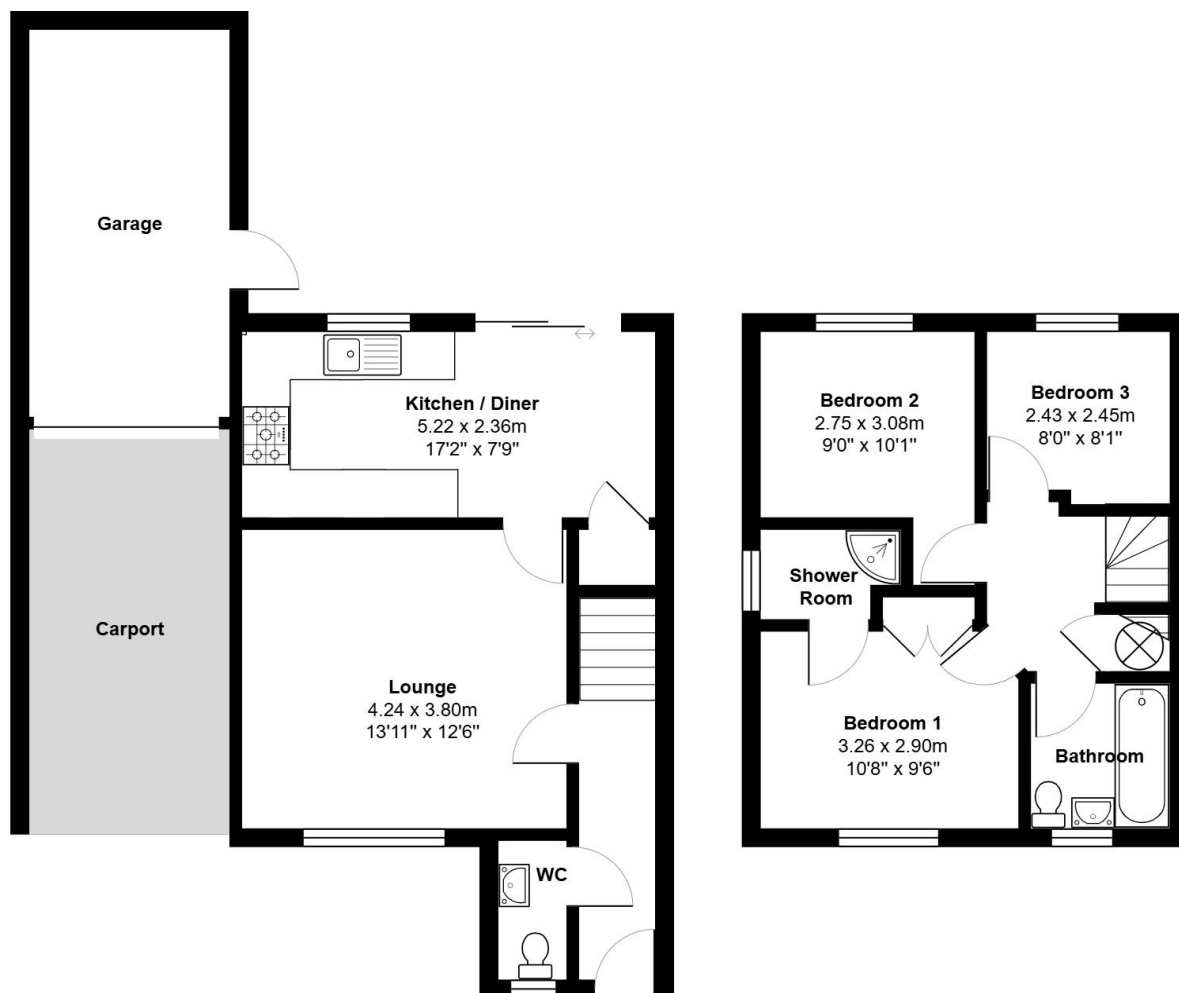 Garage
Carport
Kitchen / Diner
5.22 x 2.36m
17'2" x 7'9"
Lounge
4.24 x 3.80m
13'11" x 12'6"
WC
Bedroom 2
2.75 x 3.08m
9'0" x 10'1"
Bedroom 3
2.43 x 2.45m
8'0" x 8'1"
Shower
Room
Bedroom 1
3.26 x 2.90m
10'8" x 9'6"
Bathroom